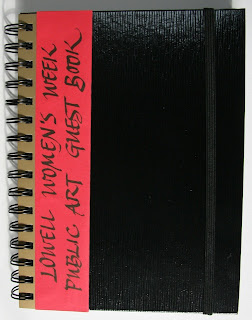 LOWELL WOMEN'S WEEK
PUBLIC ART GUEST BOOK